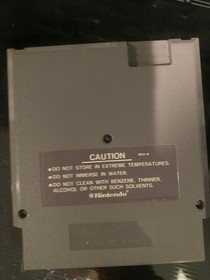 CAUTION REV-A
•DO NOT STORE IN EXTREME TEMPERATURES.
•DO NOT IMMERSE IN WATER.
•DO NOT CLEAN WITH BENZENE, THINNER,
ALCOHOL OR OTHER SUCH SOLVENTS.
Nintendo